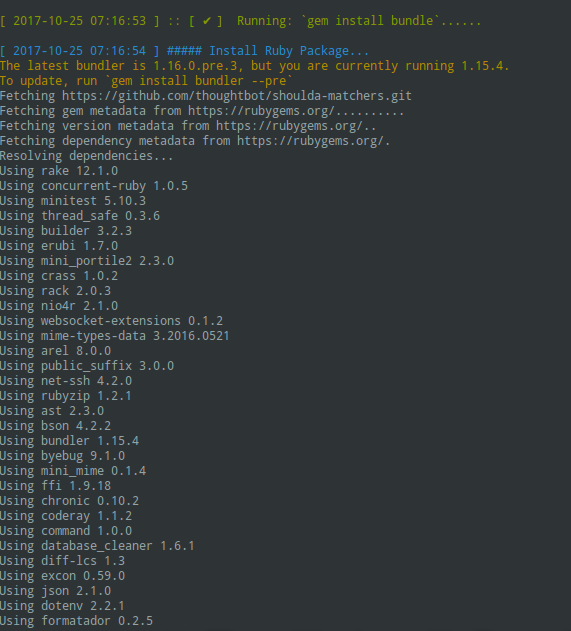 [ 2017-10-25 07:16:53 ] :: [ ✔ ]  Running: `gem install bundle`......
[ 2017-10-25 07:16:54 ] ##### Install Ruby Package...
The latest bundler is 1.16.0.pre.3, but you are currently running 1.15.4.
To update, run `gem install bundler --pre`
Fetching https://github.com/thoughtbot/shoulda-matchers.git
Fetching gem metadata from https://rubygems.org/..........
Fetching version metadata from https://rubygems.org/..
Fetching dependency metadata from https://rubygems.org/.
Resolving dependencies...
Using rake 12.1.0
Using concurrent-ruby 1.0.5
Using minitest 5.10.3
Using thread_safe 0.3.6
Using builder 3.2.3
Using erubi 1.7.0
Using mini_portile2 2.3.0
Using crass 1.0.2
Using rack 2.0.3
Using nio4r 2.1.0
Using websocket-extensions 0.1.2
Using mime-types-data 3.2016.0521
Using arel 8.0.0
Using public_suffix 3.0.0
Using net-ssh 4.2.0
Using rubyzip 1.2.1
Using ast 2.3.0
Using bson 4.2.2
Using bundler 1.15.4
Using byebug 9.1.0
Using mini_mime 0.1.4
Using ffi 1.9.18
Using chronic 0.10.2
Using coderay 1.1.2
Using command 1.0.0
Using database_cleaner 1.6.1
Using diff-lcs 1.3
Using excon 0.59.0
Using json 2.1.0
Using dotenv 2.2.1
Using formatador 0.2.5